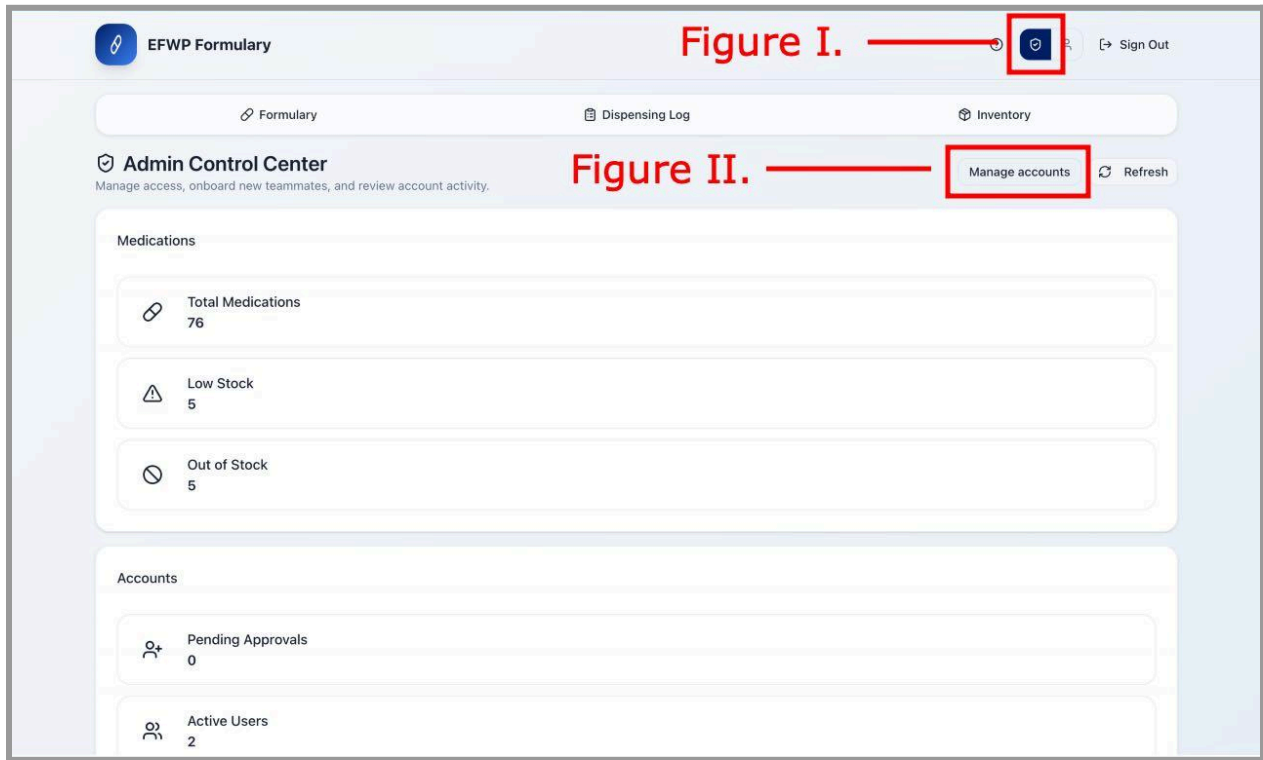 EFWP Formulary
Figure I.
Sign Out
Formulary
Dispensing Log
Inventory
Admin Control Center
Manage access, onboard new teammates, and review account activity.
Figure II.
Manage accounts
Refresh
Medications
Total Medications
76
Low Stock
5
Out of Stock
5
Accounts
Pending Approvals
0
Active Users
2